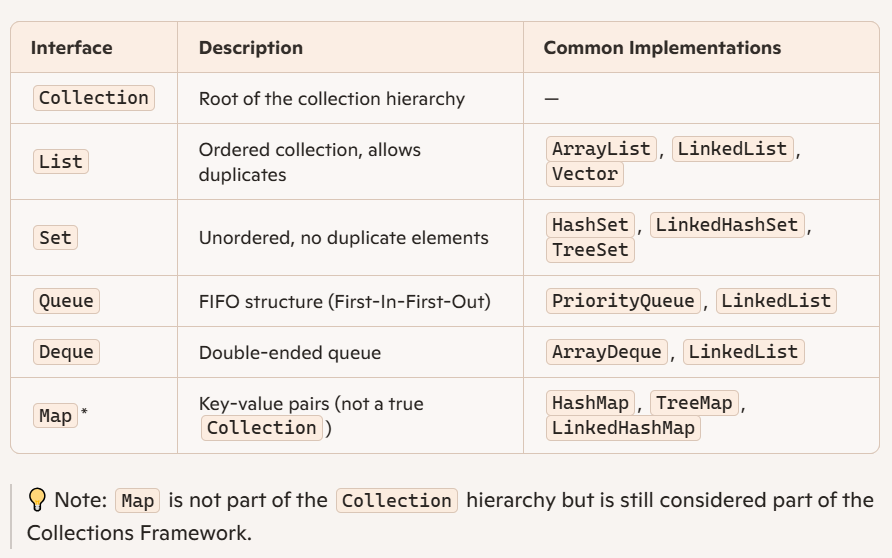 Interface Description Common Implementations
Collection Root of the collection hierarchy —
List Ordered collection, allows duplicates ArrayList, LinkedList, Vector
Set Unordered, no duplicate elements HashSet, LinkedHashSet, TreeSet
Queue FIFO structure (First-In-First-Out) PriorityQueue, LinkedList
Deque Double-ended queue ArrayDeque, LinkedList
Map* Key-value pairs (not a true Collection) HashMap, TreeMap, LinkedHashMap
💡 Note: Map is not part of the Collection hierarchy but is still considered part of the
Collections Framework.